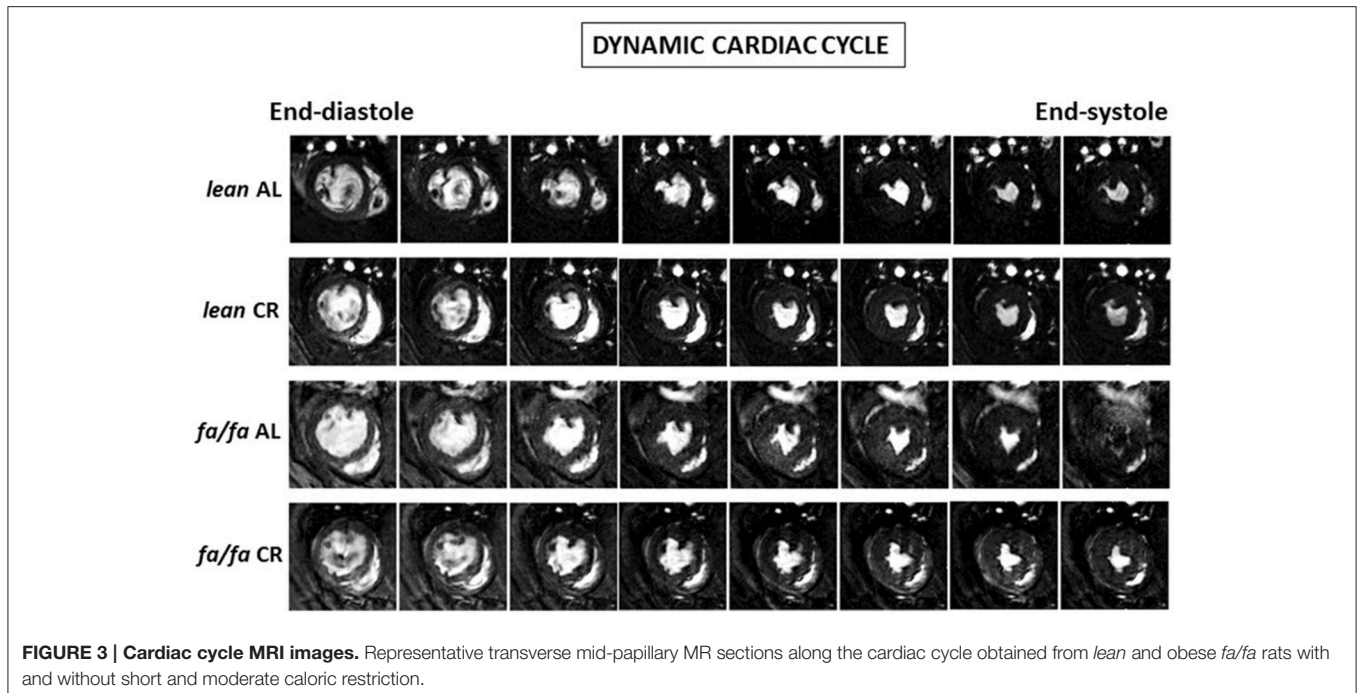 DYNAMIC CARDIAC CYCLE
End-diastole End-systole
lean AL
lean CR
fa/fa AL
fa/fa CR
FIGURE 3 | Cardiac cycle MRI images. Representative transverse mid-papillary MR sections along the cardiac cycle obtained from lean and obese fa/fa rats with
and without short and moderate caloric restriction.